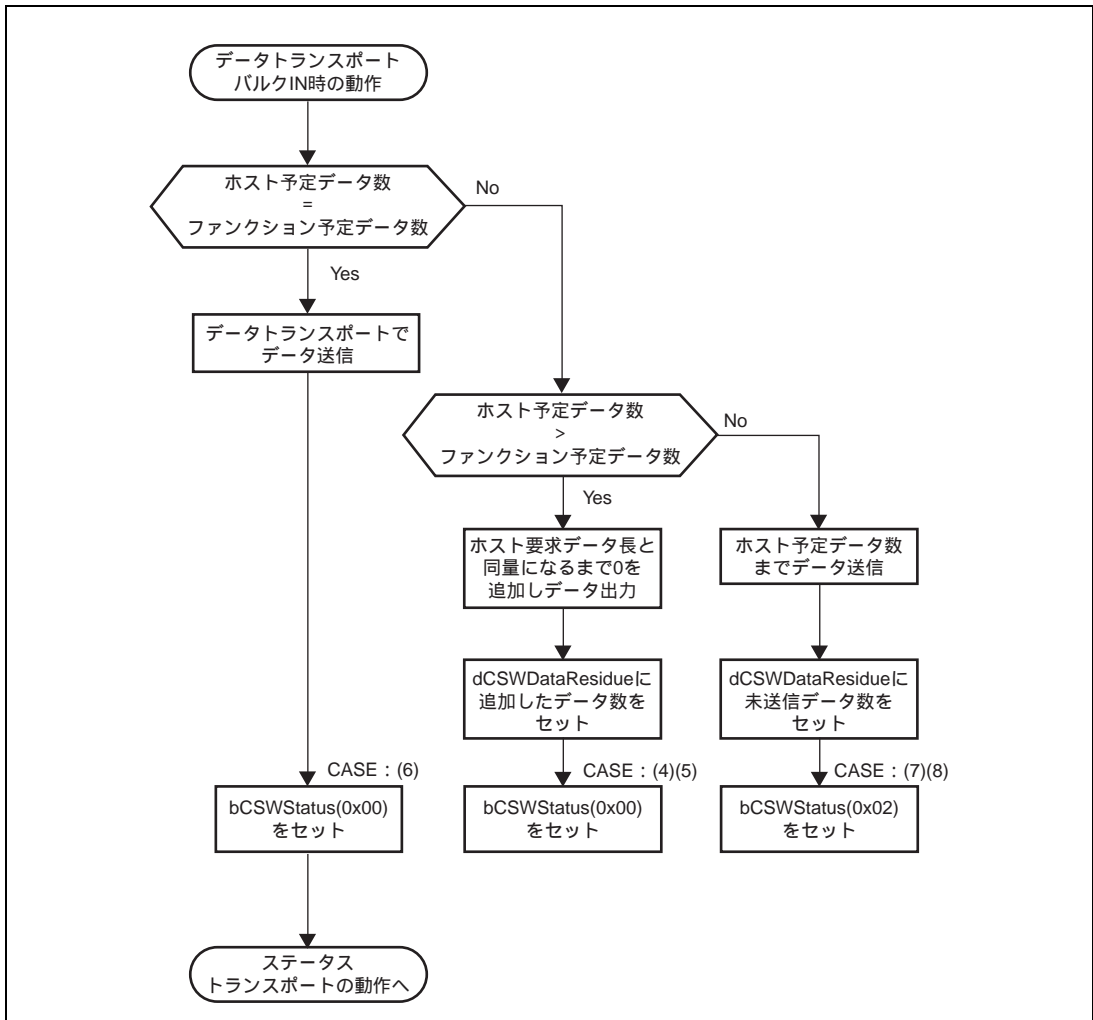 データトランスポート
バルクIN時の動作
ホスト予定データ数
=
ファンクション予定データ数
No
Yes
データトランスポートで
データ送信
ホスト予定データ数
>
ファンクション予定データ数
No
Yes
ホスト要求データ長と
同量になるまで0を
追加しデータ出力
ホスト予定データ数
までデータ送信
dCSWDataResidueに
追加したデータ数を
セット
dCSWDataResidueに
未送信データ数を
セット
CASE：(6)
CASE：(4)(5)
CASE：(7)(8)
bCSWStatus(0x00)
をセット
bCSWStatus(0x00)
をセット
bCSWStatus(0x02)
をセット
ステータス
トランスポートの動作へ